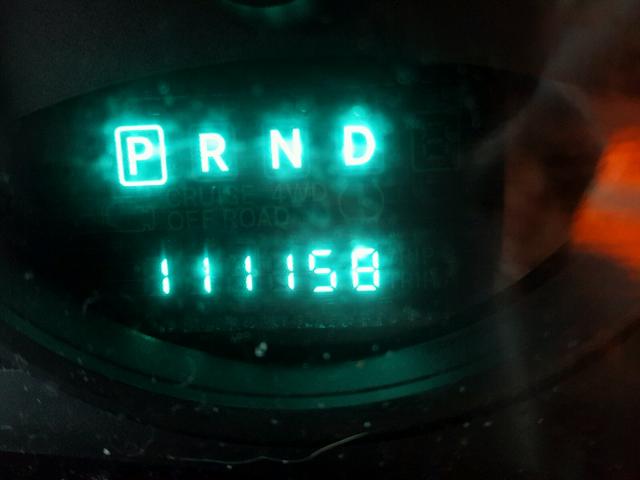 P R N D
CRUISE 4WD
OFF ROAD
111158